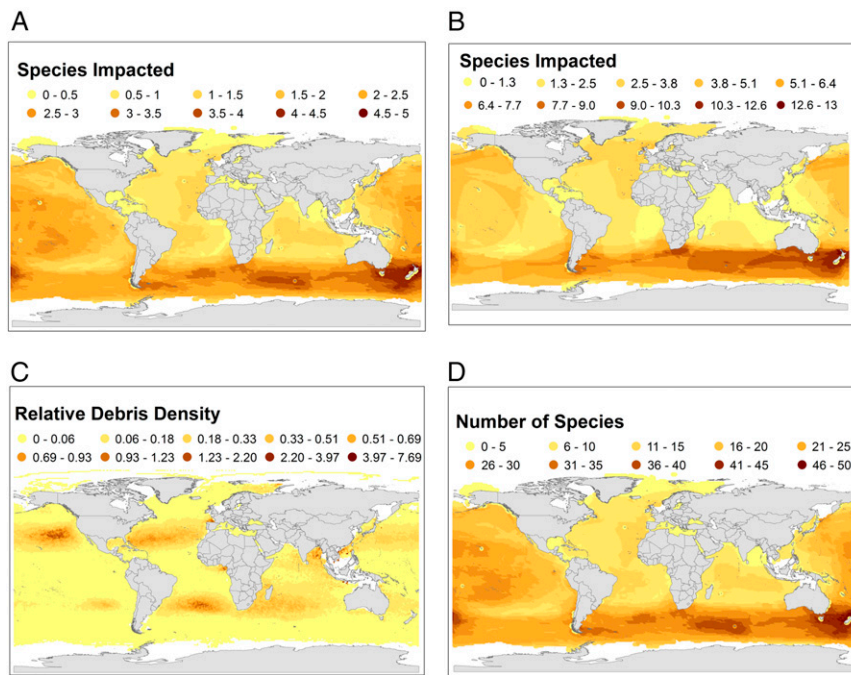 A
Species Impacted
0 - 0.5 0.5 - 1 1 - 1.5 1.5 - 2 2 - 2.5
2.5 - 3 3 - 3.5 3.5 - 4 4 - 4.5 4.5 - 5
B
Species Impacted
0 - 1.3 1.3 - 2.5 2.5 - 3.8 3.8 - 5.1 5.1 - 6.4
6.4 - 7.7 7.7 - 9.0 9.0 - 10.3 10.3 - 12.6 12.6 - 13
C
Relative Debris Density
0 - 0.06 0.06 - 0.18 0.18 - 0.33 0.33 - 0.51 0.51 - 0.69
0.69 - 0.93 0.93 - 1.23 1.23 - 2.20 2.20 - 3.97 3.97 - 7.69
D
Number of Species
0 - 5 6 - 10 11 - 15 16 - 20 21 - 25
26 - 30 31 - 35 36 - 40 41 - 45 46 - 50